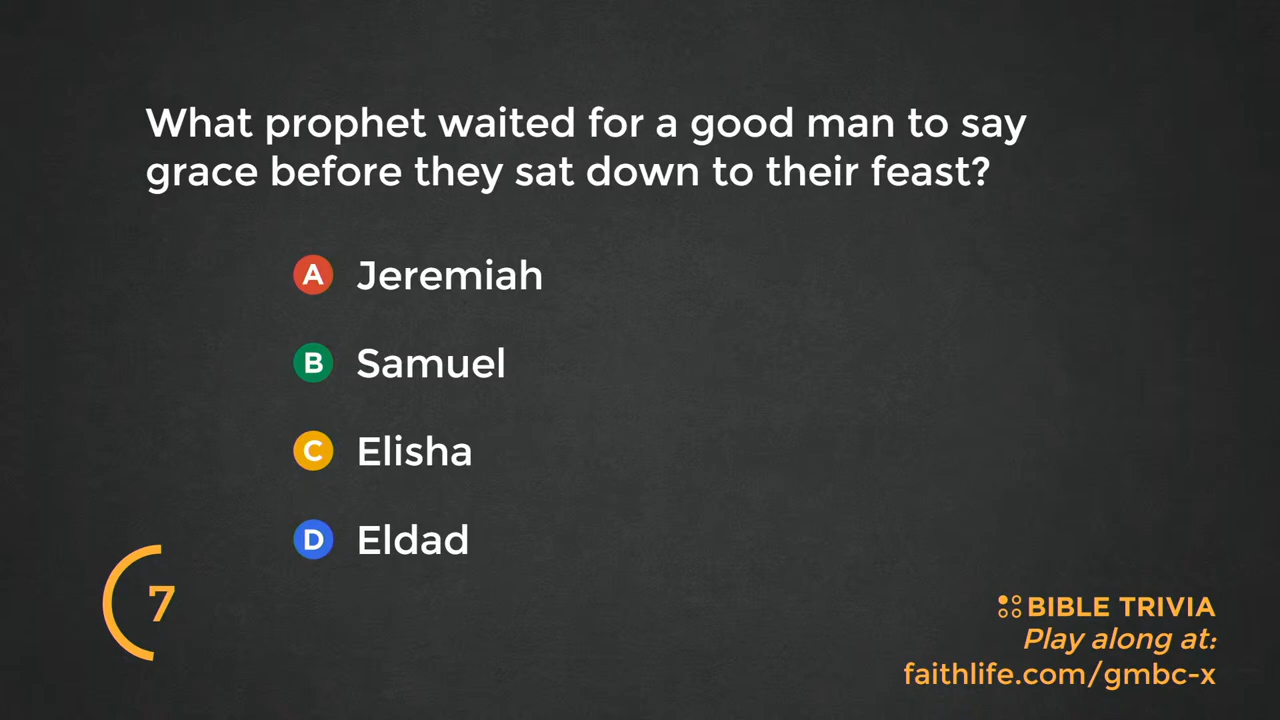 What prophet waited for a good man to say
grace before they sat down to their feast?
A Jeremiah
B Samuel
C Elisha
D Eldad
7
BIBLE TRIVIA
Play along at:
faithlife.com/gmbc-x